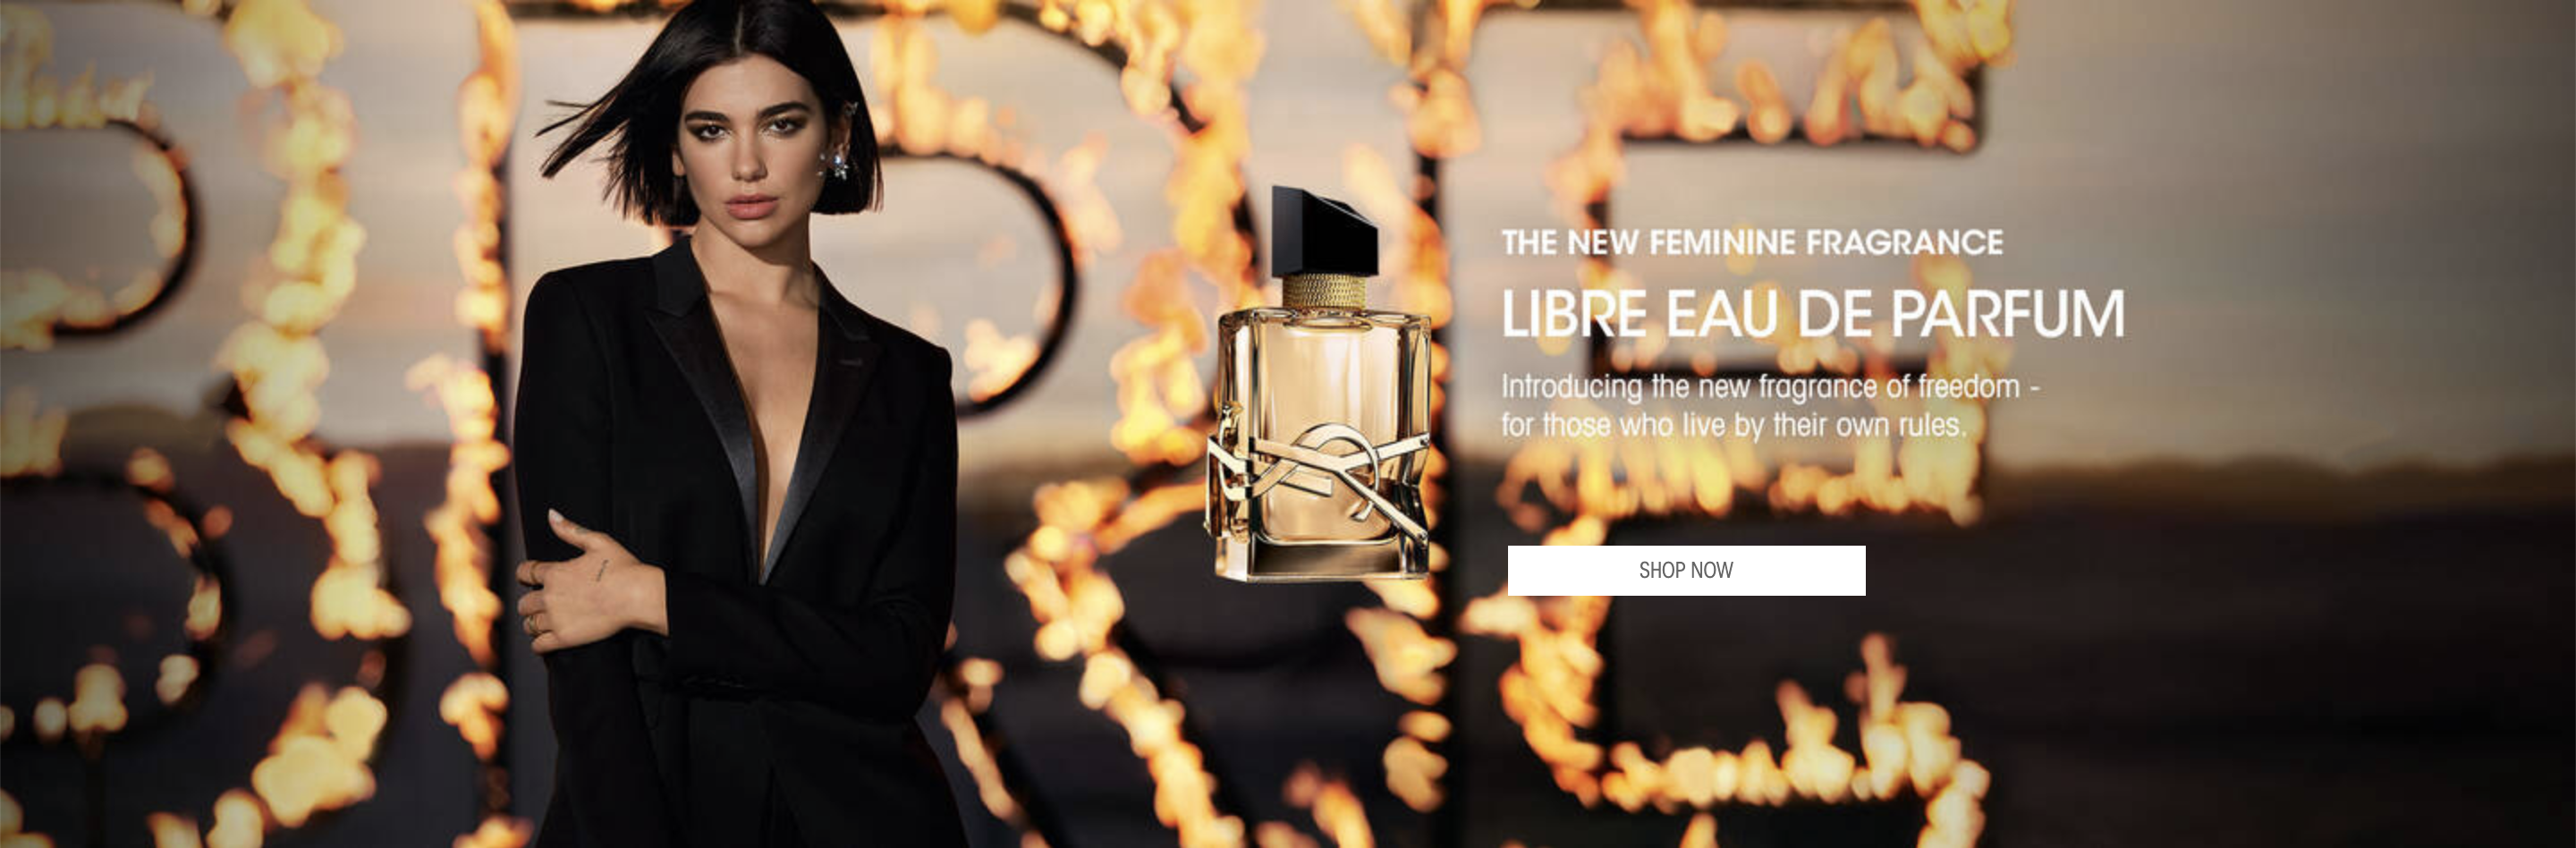 THE NEW FEMININE FRAGRANCE
LIBRE EAU DE PARFUM
Introducing the new fragrance of freedom -
for those who live by their own rules.
YSL
SHOP NOW